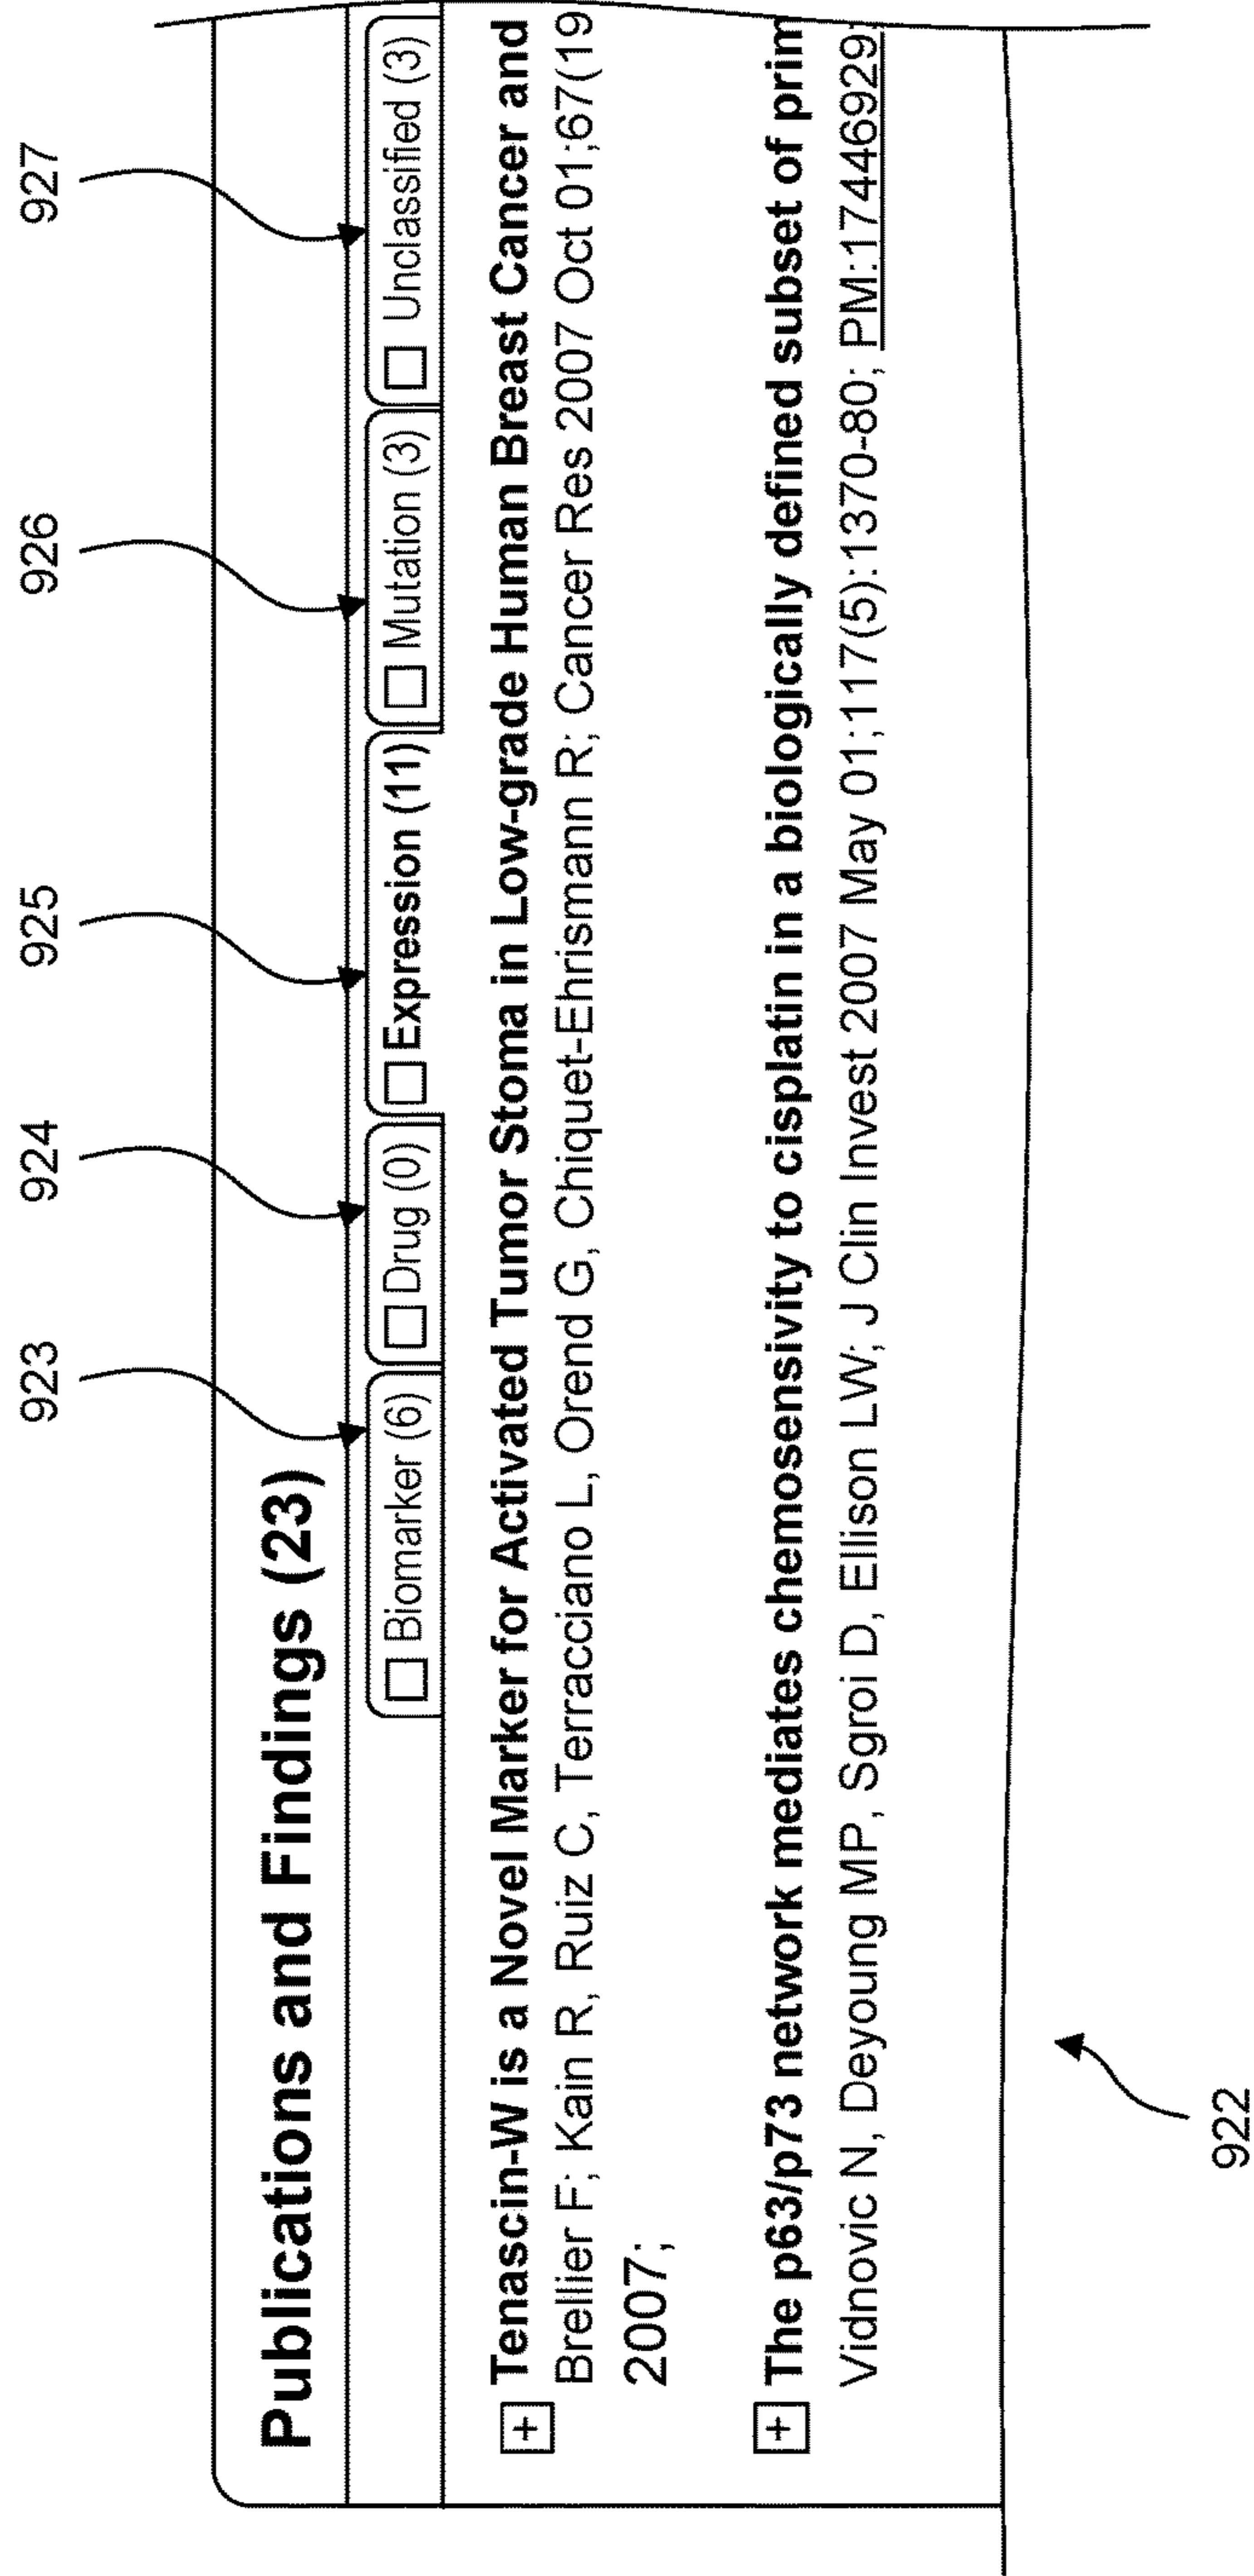 923 924 925 926 927
Publications and Findings (23)
Biomarker (6) Drug (0) Expression (11) Mutation (3) Unclassified (3)
+ Tenascin-W is a Novel Marker for Activated Tumor Stoma in Low-grade Human Breast Cancer and
Brellier F; Kain R, Ruiz C, Terracciano L, Orend G, Chiquet-Ehrismann R; Cancer Res 2007 Oct 01;67(19
2007;
+ The p63/p73 network mediates chemosensivity to cisplatin in a biologically defined subset of prim
Vidnovic N, Deyoung MP, Sgroi D, Ellison LW; J Clin Invest 2007 May 01;117(5):1370-80; PM:17446929
922